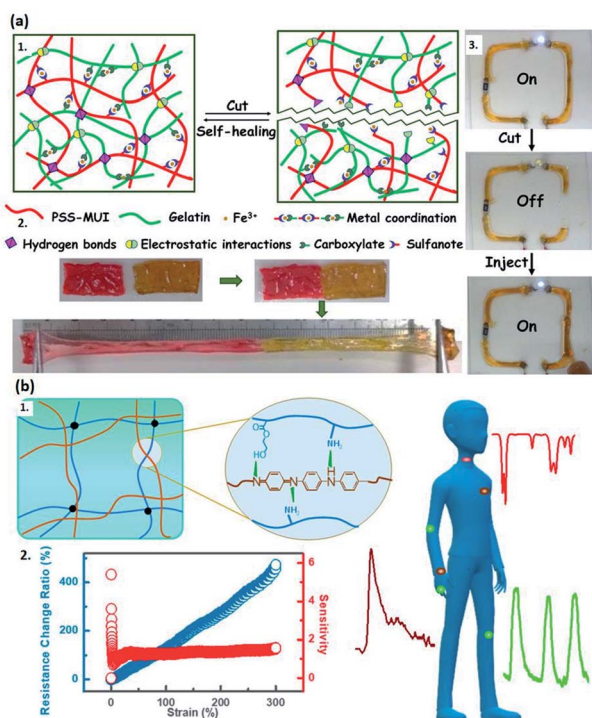 (a)
1.
Cut
Self-healing
3.
On
Cut
Off
Inject
On
PSS-MUI Gelatin Fe3+ Metal coordination
2.
Hydrogen bonds Electrostatic interactions Carboxylate Sulfanote
(b)
1.
O
O
HO
NH2
N N N H N
NH2
2.
Resistance Change Ratio (%)
400
200
0
0 100 200 300
Strain (%)
6
4
2
0
Sensitivity